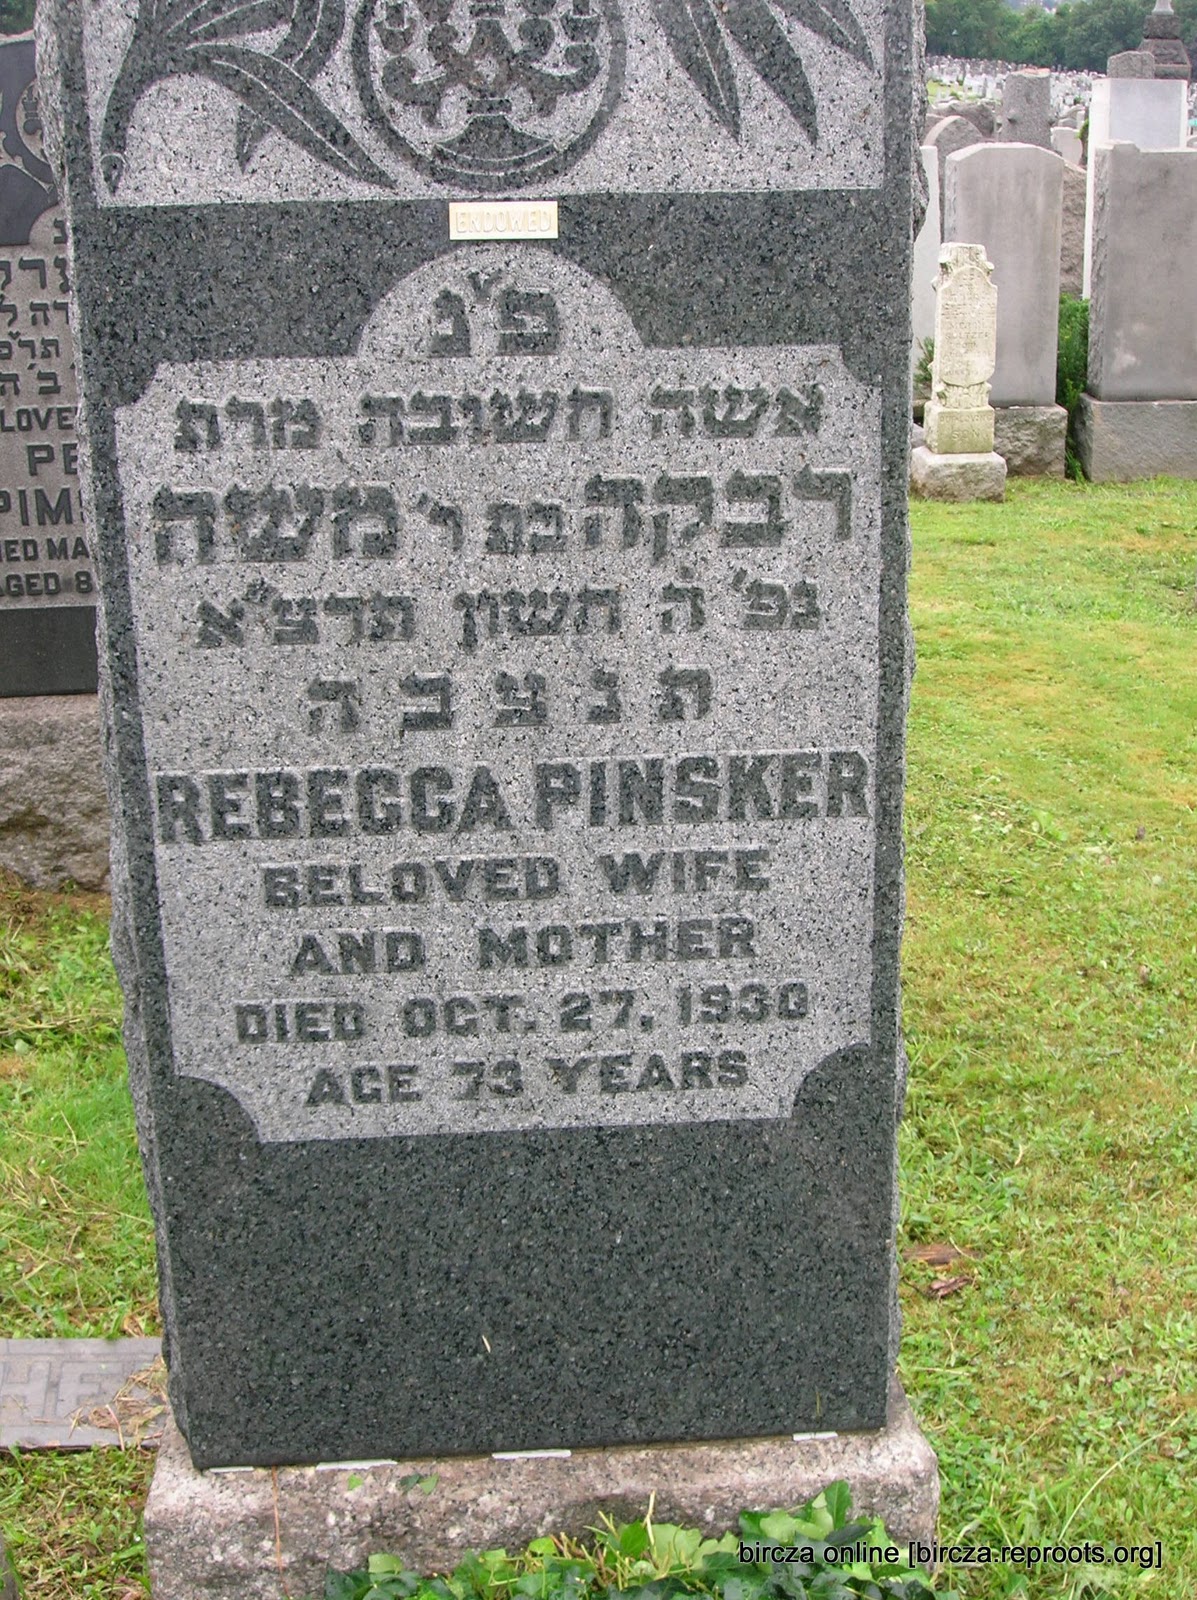 ENDOWED
פ״נ
אשה חשובה מרת
רבקה בת ר׳ משה
נפ׳ ה׳ חשון תרצ״א
ת נ צ ב ה
REBECCA PINSKER
BELOVED WIFE
AND MOTHER
DIED OCT. 27, 1930
AGE 73 YEARS
bircza online [bircza.reproots.org]